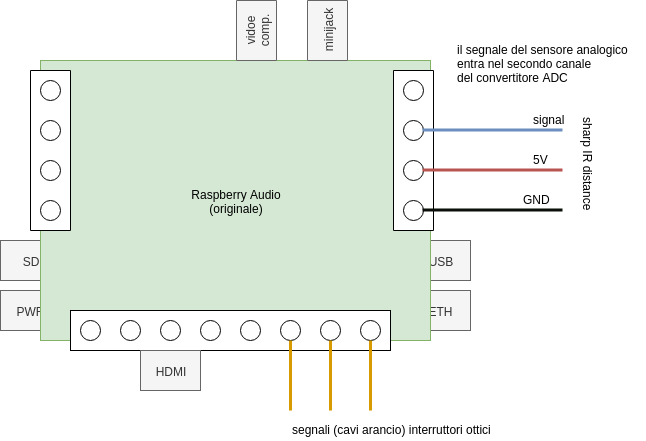 vidoe
comp.
minijack
il segnale del sensore analogico
entra nel secondo canale
del convertitore ADC
signal
5V
GND
sharp IR distance
Raspberry Audio
(originale)
SD
USB
PWR
ETH
HDMI
segnali (cavi arancio) interruttori ottici